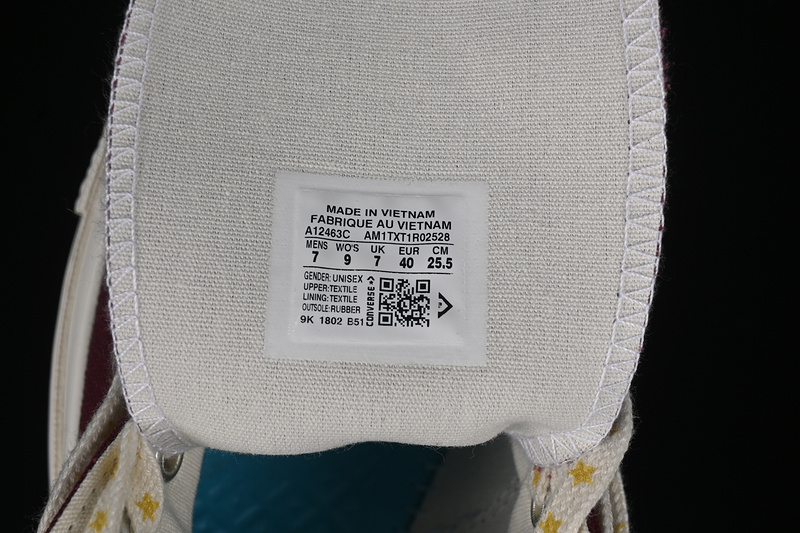 MADE IN VIETNAM
FABRIQUE AU VIETNAM
A12463C AM1TXT1R02528
MENS WO'S UK EUR CM
7 9 7 40 25.5
GENDER: UNISEX
UPPER: TEXTILE
LINING: TEXTILE
OUTSOLE: RUBBER
9K 1802 B51
CONVERSE